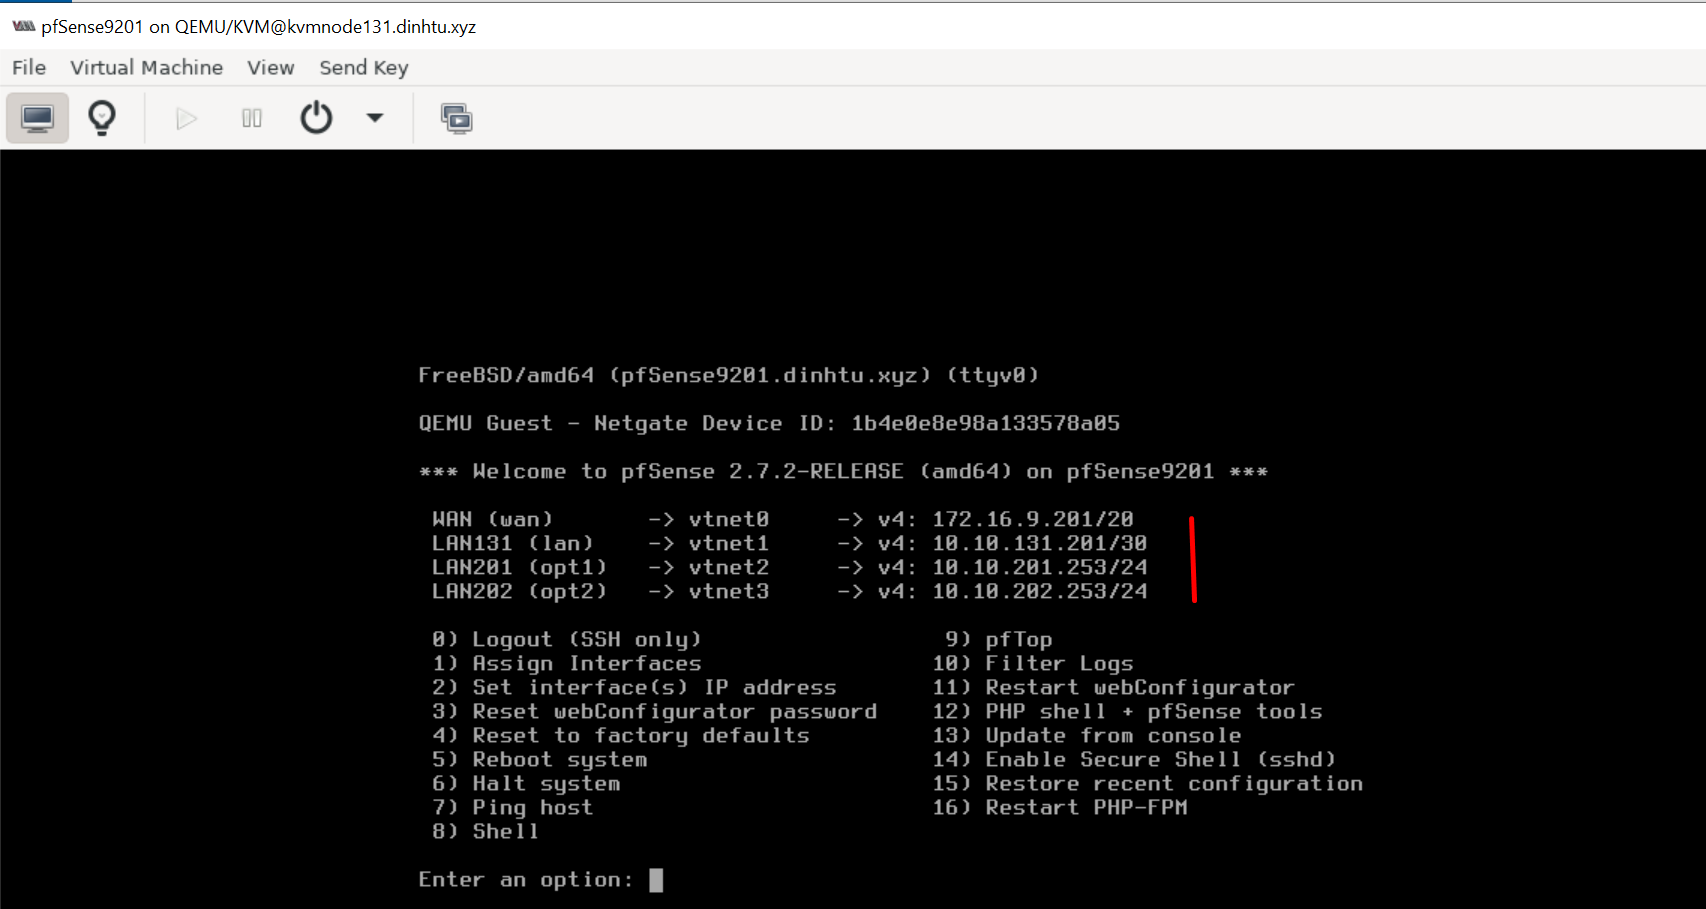 pfSense9201 on QEMU/KVM@kvmnode131.dinhtu.xyz
File Virtual Machine View Send Key
FreeBSD/amd64 (pfSense9201.dinhtu.xyz) (ttyv0)
QEMU Guest - Netgate Device ID: 1b4e0e8e98a133578a05
*** Welcome to pfSense 2.7.2-RELEASE (amd64) on pfSense9201 ***
WAN (wan) -> vtnet0 -> v4: 172.16.9.201/20
LAN131 (lan) -> vtnet1 -> v4: 10.10.131.201/30
LAN201 (opt1) -> vtnet2 -> v4: 10.10.201.253/24
LAN202 (opt2) -> vtnet3 -> v4: 10.10.202.253/24
0) Logout (SSH only) 9) pfTop
1) Assign Interfaces 10) Filter Logs
2) Set interface(s) IP address 11) Restart webConfigurator
3) Reset webConfigurator password 12) PHP shell + pfSense tools
4) Reset to factory defaults 13) Update from console
5) Reboot system 14) Enable Secure Shell (sshd)
6) Halt system 15) Restore recent configuration
7) Ping host 16) Restart PHP-FPM
8) Shell
Enter an option: